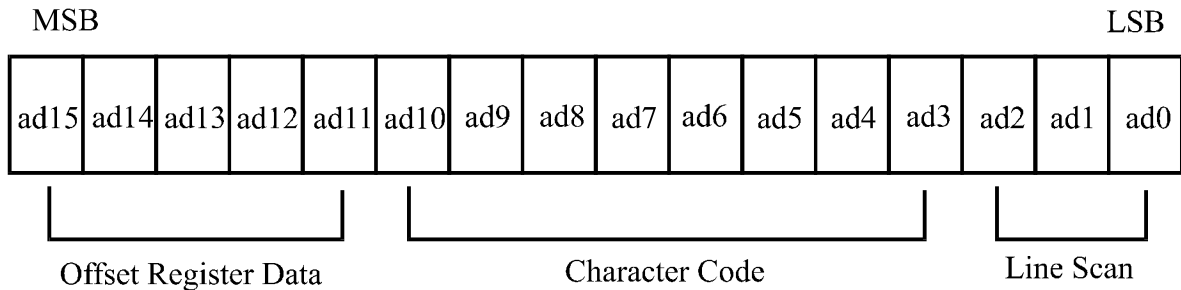 MSB LSB
ad15 ad14 ad13 ad12 ad11 ad10 ad9 ad8 ad7 ad6 ad5 ad4 ad3 ad2 ad1 ad0
Offset Register Data Character Code Line Scan